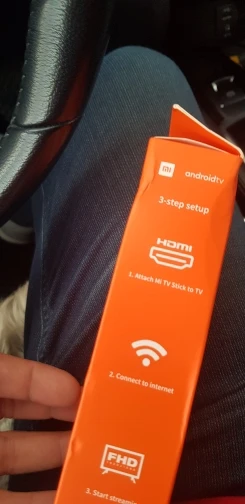 mi androidtv
3-step setup
HDMI
1. Attach Mi TV Stick to TV
2. Connect to internet
FHD
3. Start streamin